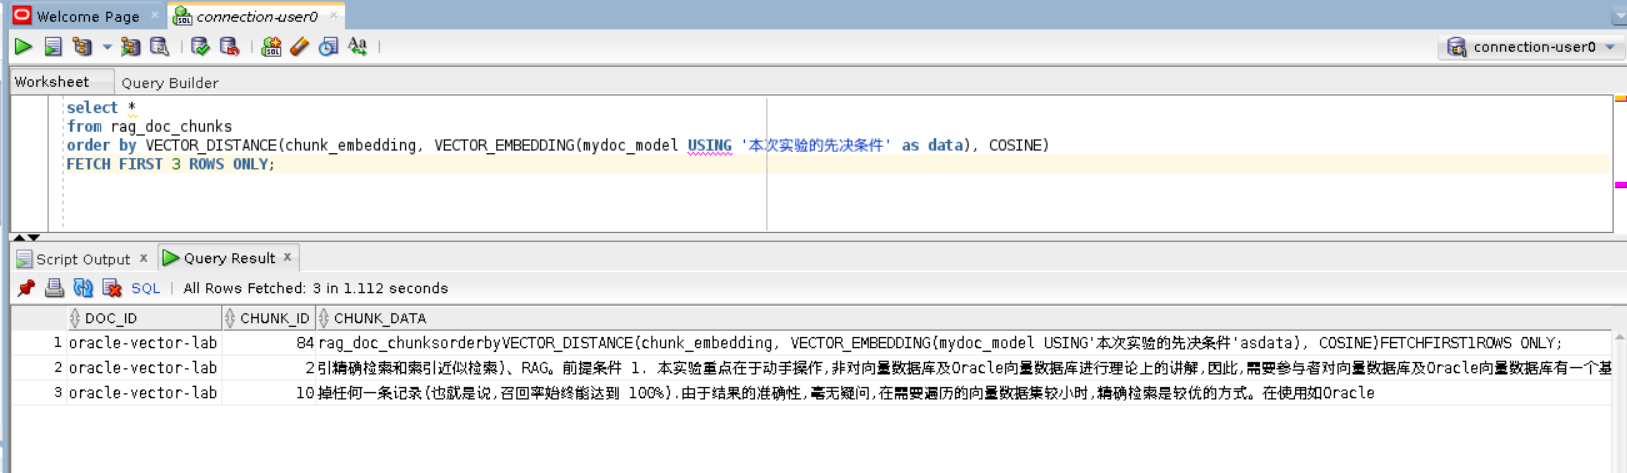 Welcome Page
connection-user0
connection-user0
Worksheet Query Builder
select *
from rag_doc_chunks
order by VECTOR_DISTANCE(chunk_embedding, VECTOR_EMBEDDING(mydoc_model USING '本次实验的先决条件' as data), COSINE)
FETCH FIRST 3 ROWS ONLY;
Script Output Query Result
SQL All Rows Fetched: 3 in 1.112 seconds
DOC_ID CHUNK_ID CHUNK_DATA
1 oracle-vector-lab 84 rag_doc_chunksorderbyVECTOR_DISTANCE(chunk_embedding, VECTOR_EMBEDDING(mydoc_model USING'本次实验的先决条件'asdata), COSINE)FETCHFIRST1ROWS ONLY;
2 oracle-vector-lab 2 引精确检索和索引近似检索)、RAG。前提条件 1. 本实验重点在于动手操作,非对向量数据库及Oracle向量数据库进行理论上的讲解,因此,需要参与者对向量数据库及Oracle向量数据库有一个基
3 oracle-vector-lab 10 掉任何一条记录(也就是说,召回率始终能达到 100%).由于结果的准确性,毫无疑问,在需要遍历的向量数据集较小时,精确检索是较优的方式。在使用如Oracle